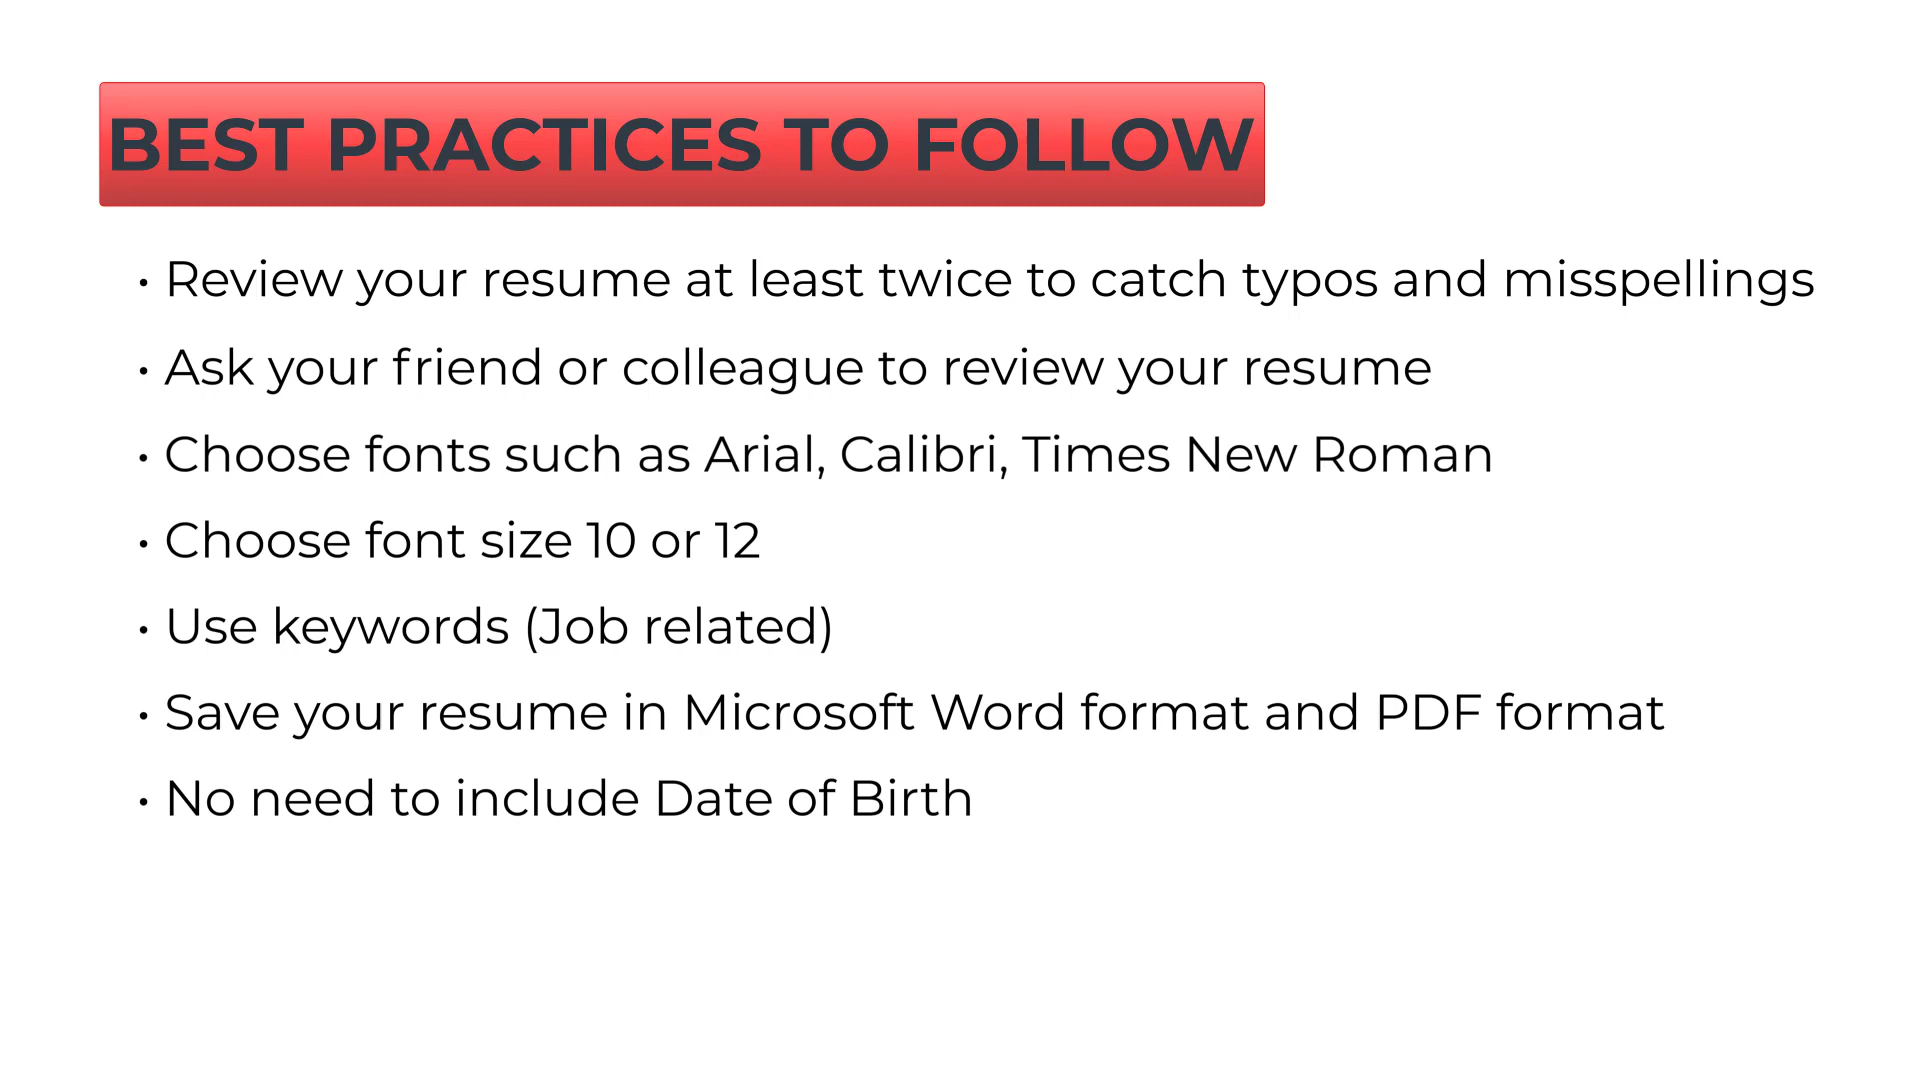 BEST PRACTICES TO FOLLOW
• Review your resume at least twice to catch typos and misspellings
• Ask your friend or colleague to review your resume
• Choose fonts such as Arial, Calibri, Times New Roman
• Choose font size 10 or 12
• Use keywords (Job related)
• Save your resume in Microsoft Word format and PDF format
• No need to include Date of Birth